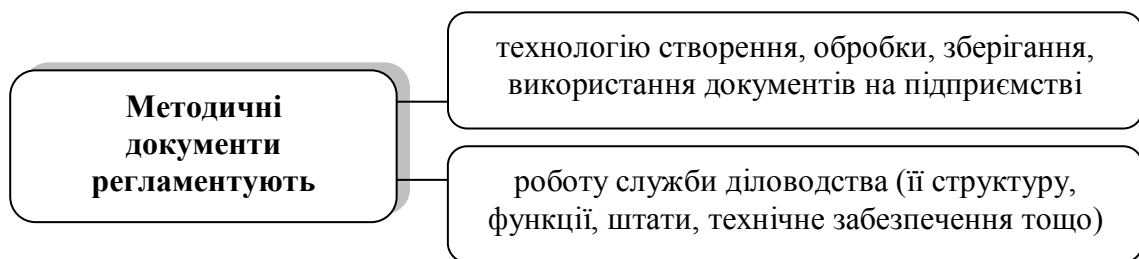 Методичні
документи
регламентують
технологію створення, обробки, зберігання,
використання документів на підприємстві
роботу служби діловодства (її структуру,
функції, штати, технічне забезпечення тощо)